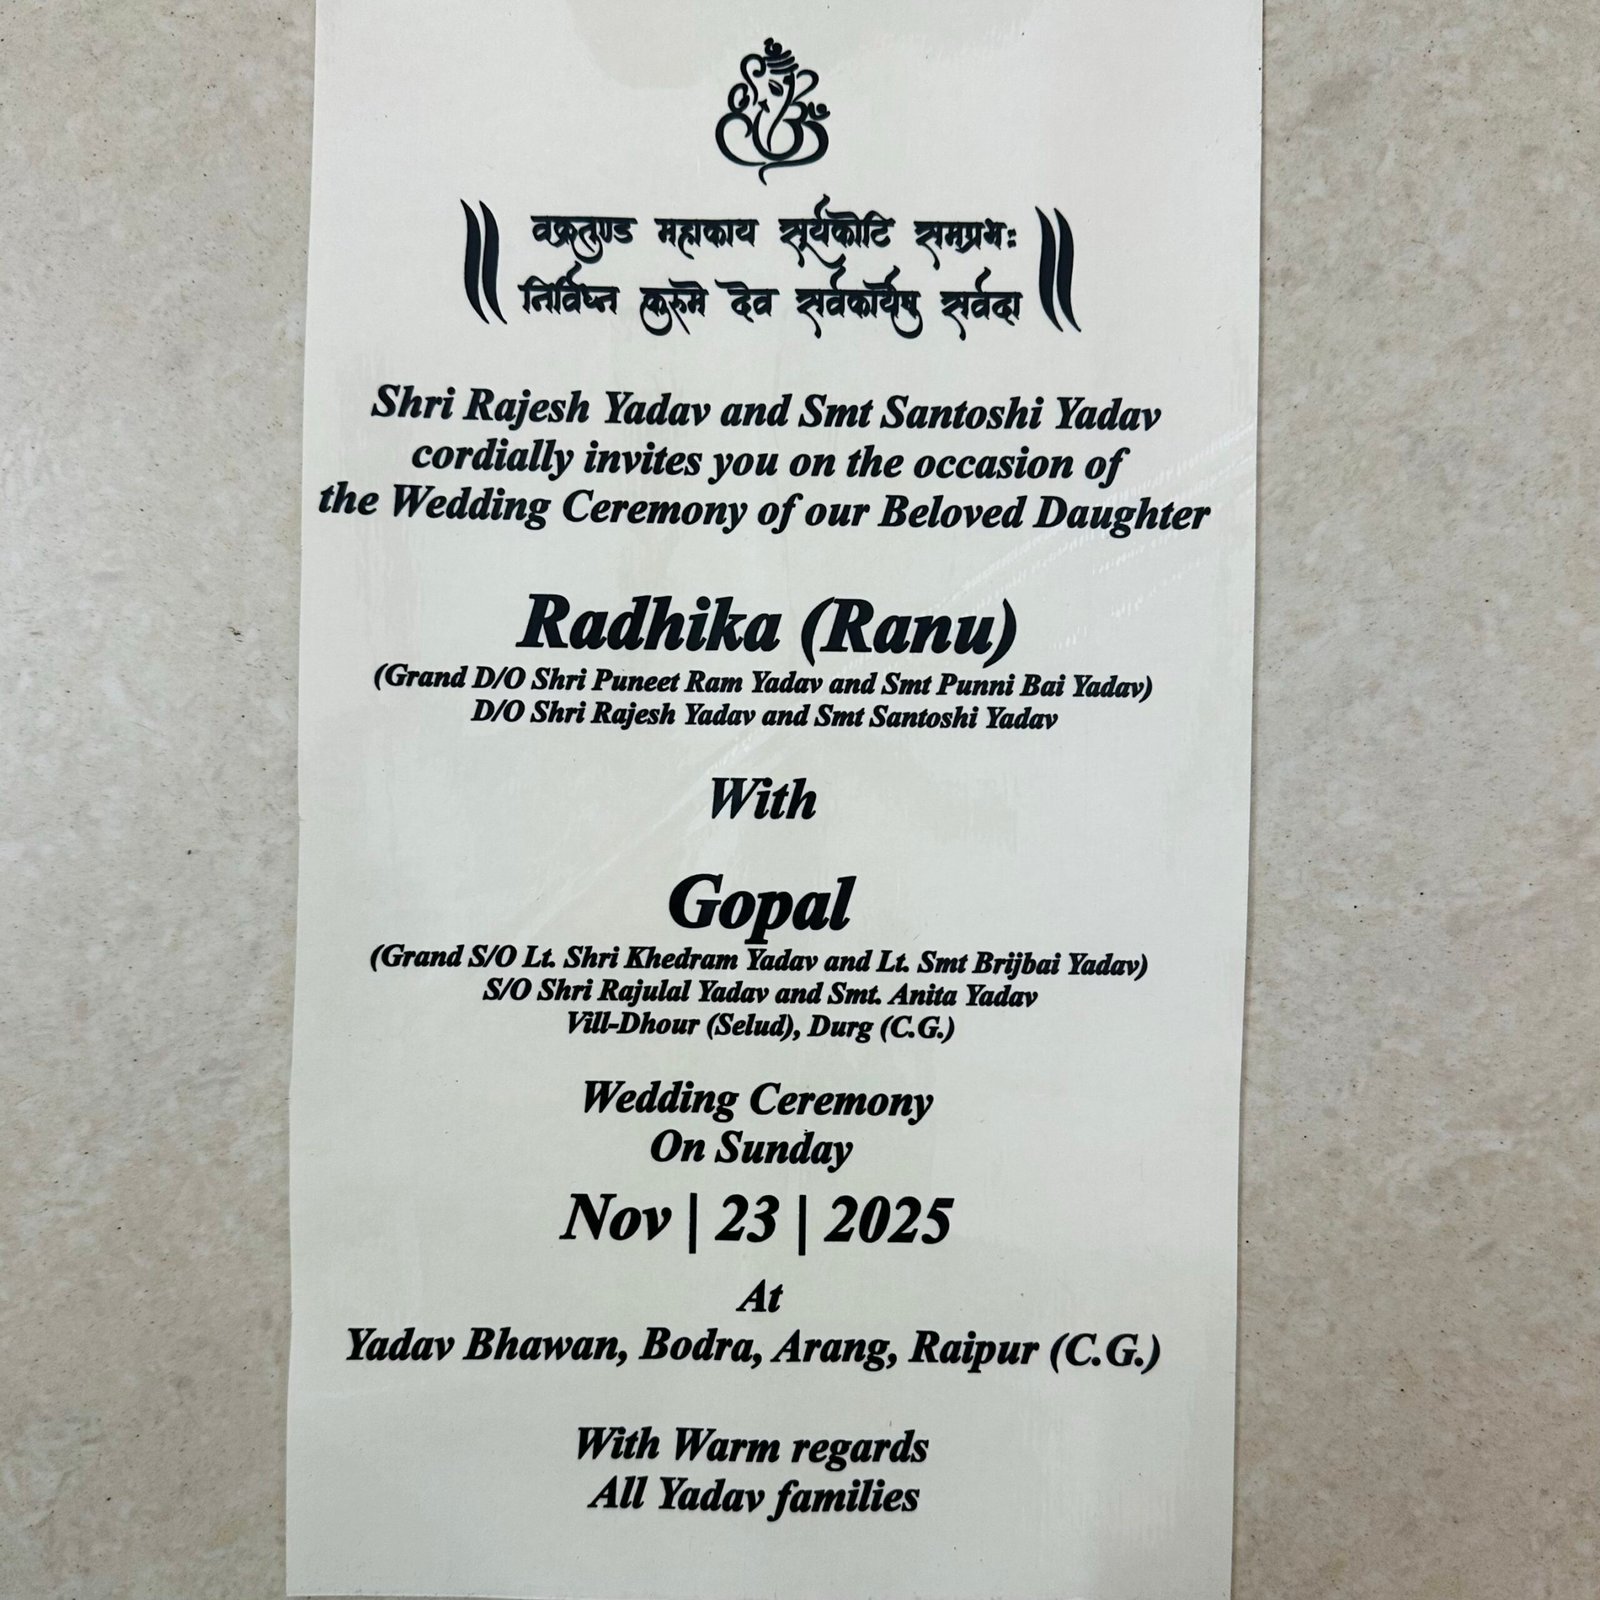 || वक्रतुण्ड महाकाय सूर्यकोटि समप्रभः ||
निर्विघ्न कुरुमे देव सर्वकार्येषु सर्वदा
Shri Rajesh Yadav and Smt Santoshi Yadav
cordially invites you on the occasion of
the Wedding Ceremony of our Beloved Daughter
Radhika (Ranu)
(Grand D/O Shri Puneet Ram Yadav and Smt Punni Bai Yadav)
D/O Shri Rajesh Yadav and Smt Santoshi Yadav
With
Gopal
(Grand S/O Lt. Shri Khedram Yadav and Lt. Smt Brijbai Yadav)
S/O Shri Rajulal Yadav and Smt. Anita Yadav
Vill-Dhour (Selud), Durg (C.G.)
Wedding Ceremony
On Sunday
Nov | 23 | 2025
At
Yadav Bhawan, Bodra, Arang, Raipur (C.G.)
With Warm regards
All Yadav families